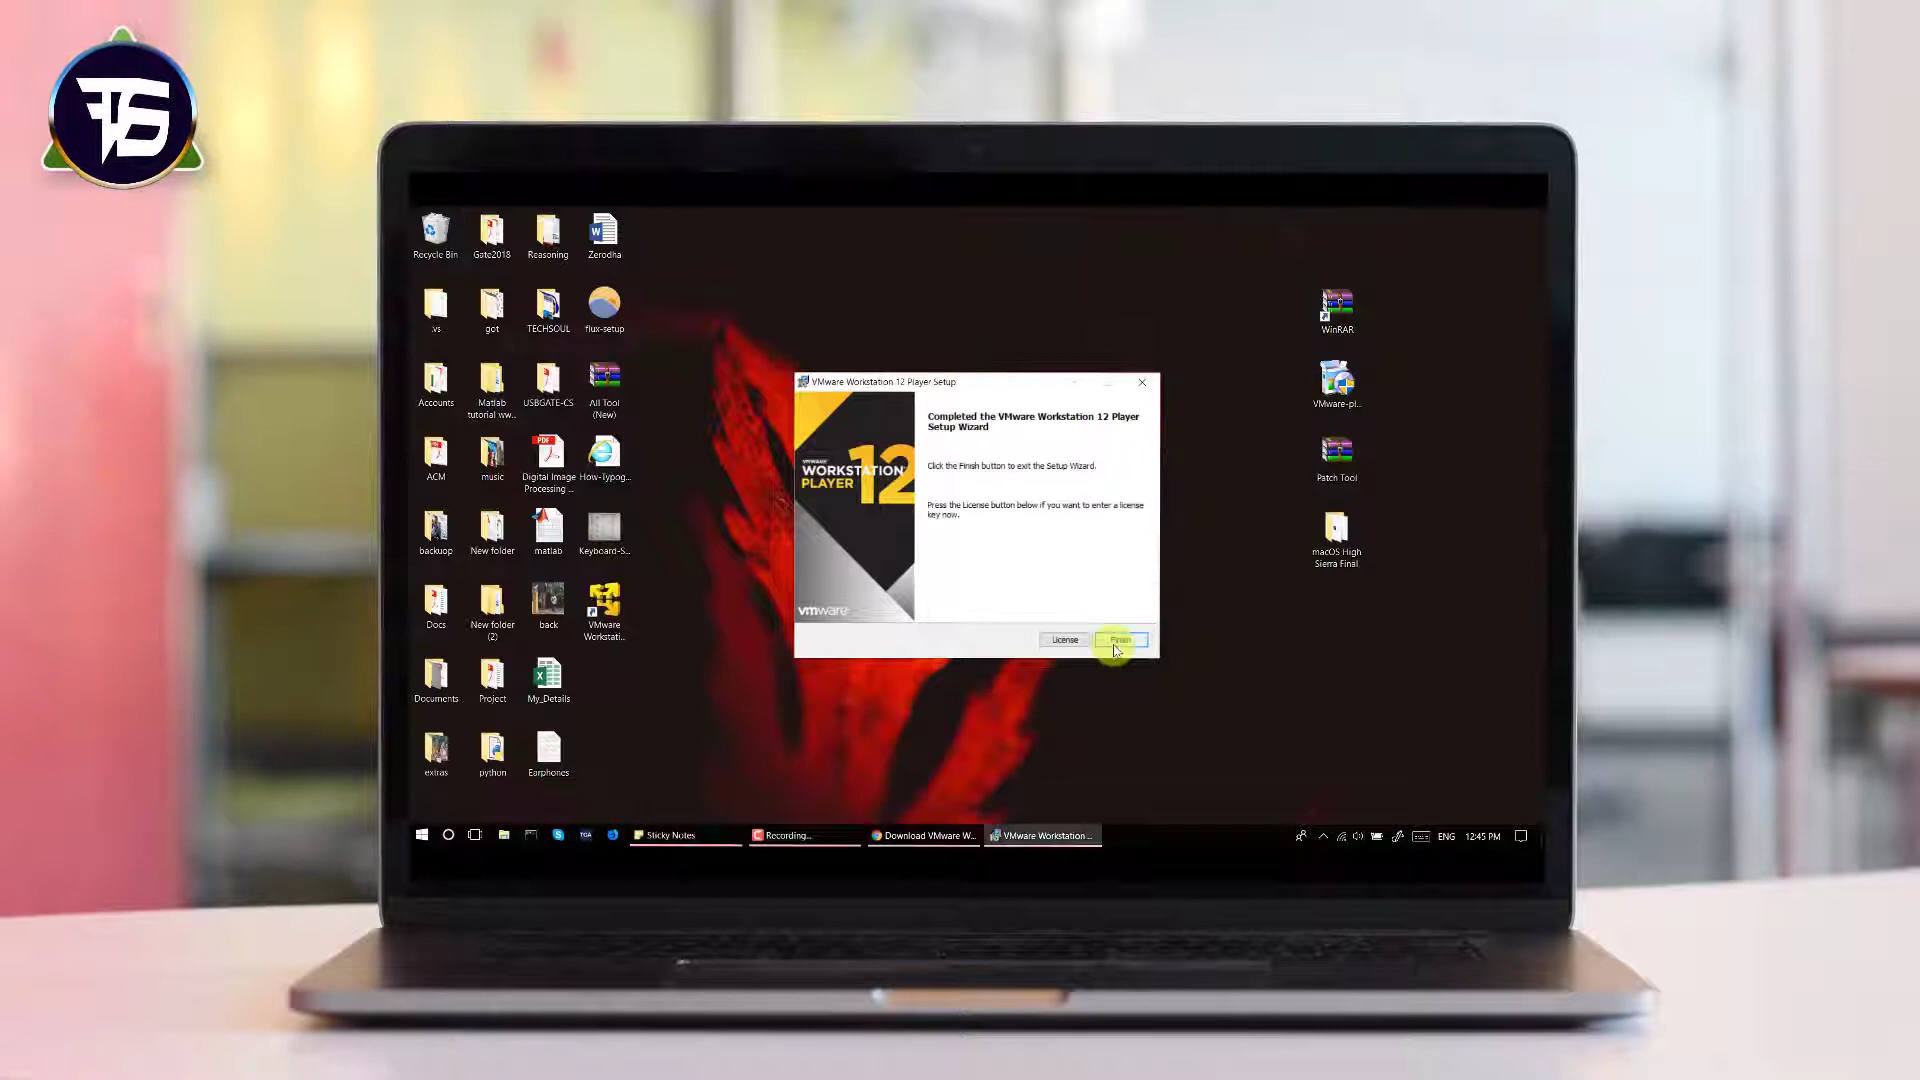 TS
Recycle Bin
Gate2018
Reasoning
Zerodha
.vs
got
TECHSOUL
flux-setup
WinRAR
Accounts
Matlab
tutorial ww...
USBGATE-CS
All Tool
(New)
VMware-pl...
ACM
music
Digital Image
Processing ...
How-Typog...
Patch Tool
backuop
New folder
matlab
Keyboard-S...
macOS High
Sierra Final
Docs
New folder
(2)
back
VMware
Workstati...
Documents
Project
My_Details
extras
python
Earphones
VMware Workstation 12 Player Setup
Completed the VMware Workstation 12 Player
Setup Wizard
Click the Finish button to exit the Setup Wizard.
Press the License button below if you want to enter a license
key now.
VMWARE
WORKSTATION
PLAYER 12
vmware
License
Finish
Sticky Notes
Recording...
Download VMware W...
VMware Workstation ...
ENG
12:45 PM